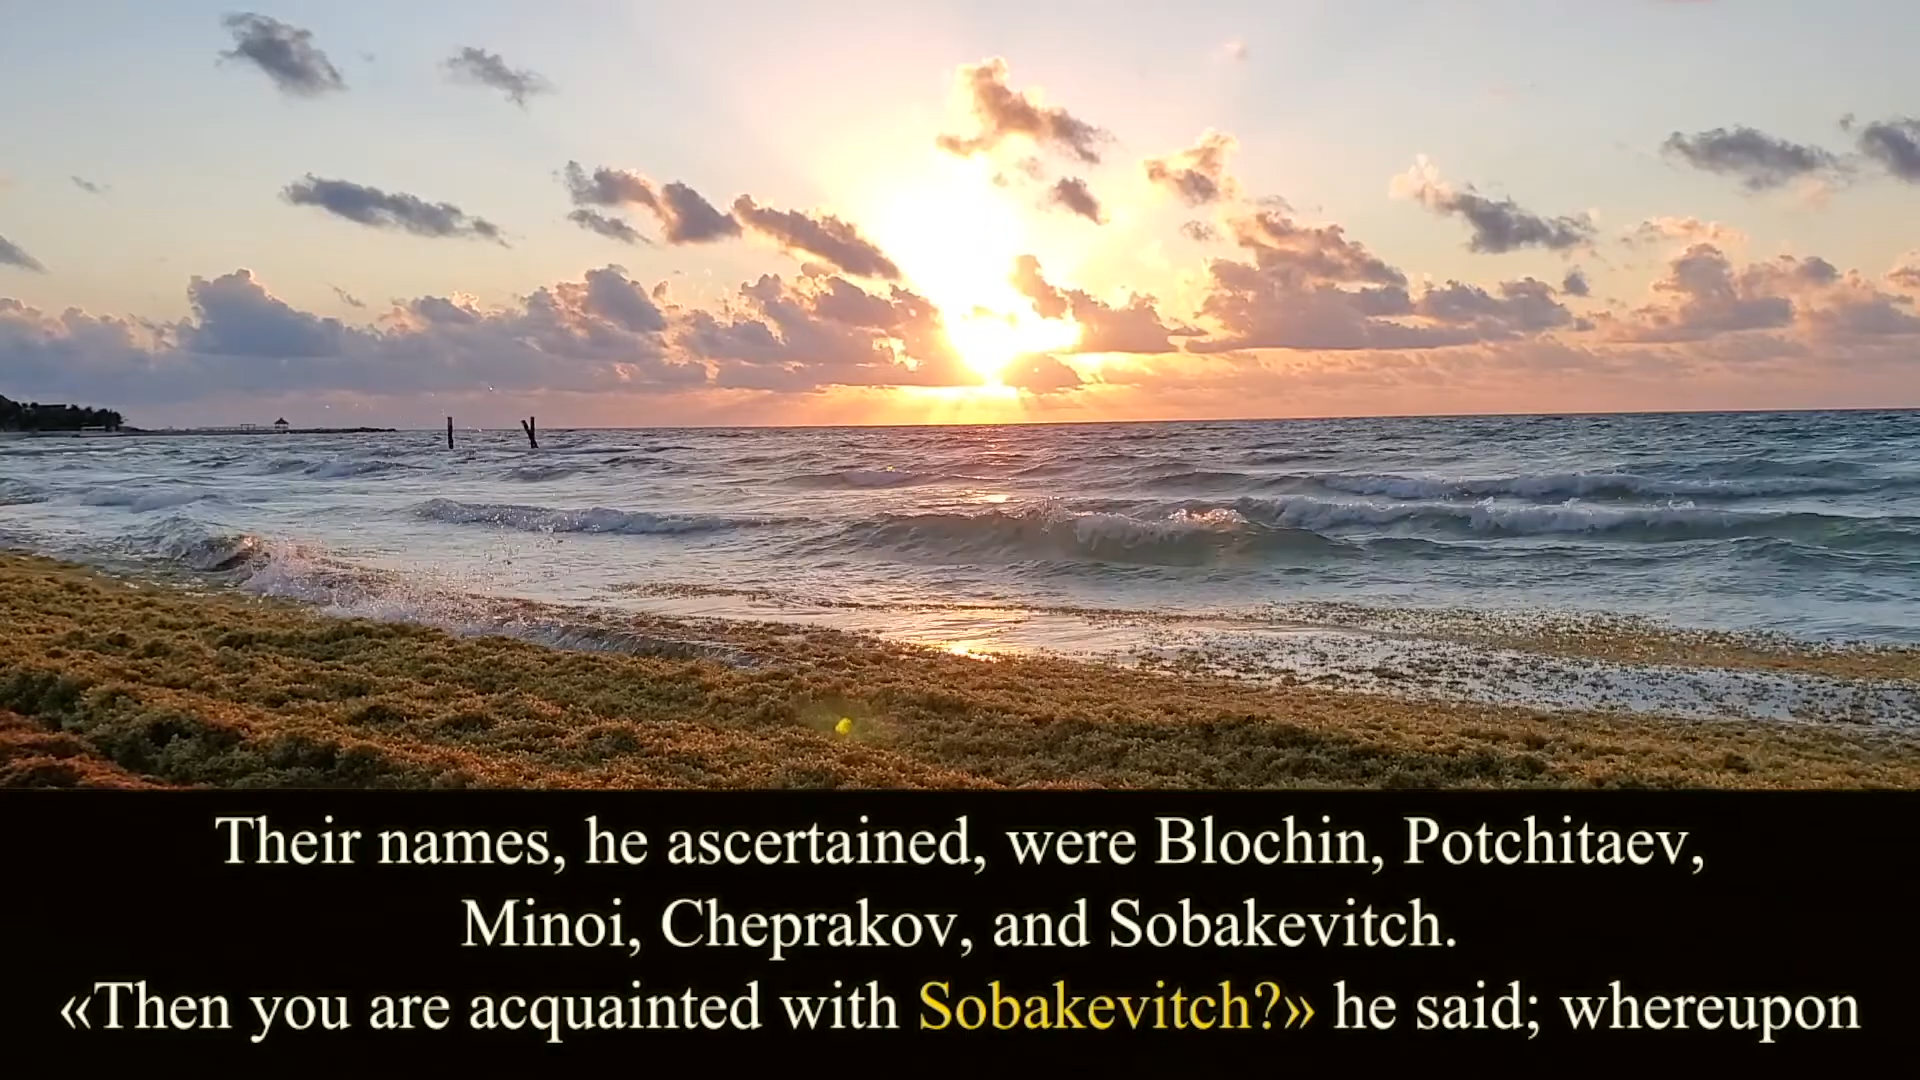 Their names, he ascertained, were Blochin, Potchitaev,
Minoi, Cheprakov, and Sobakevitch.
«Then you are acquainted with Sobakevitch?» he said; whereupon